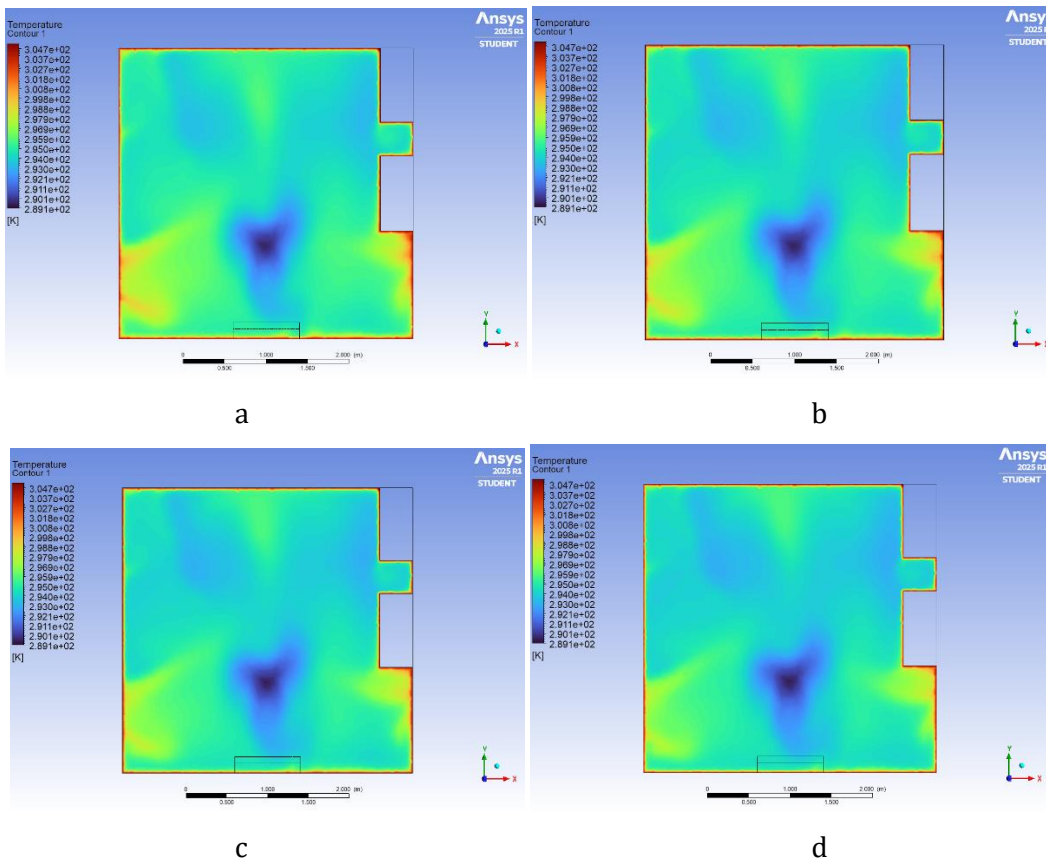 Temperature
Contour 1
3.047e+02
3.037e+02
3.027e+02
3.018e+02
3.008e+02
2.998e+02
2.988e+02
2.979e+02
2.969e+02
2.959e+02
2.950e+02
2.940e+02
2.930e+02
2.921e+02
2.911e+02
2.901e+02
2.891e+02
[K]
Ansys
2025 R1
STUDENT
Y
X
0 1.000 2.000 (m)
0.500 1.500
a
Temperature
Contour 1
3.047e+02
3.037e+02
3.027e+02
3.018e+02
3.008e+02
2.998e+02
2.988e+02
2.979e+02
2.969e+02
2.959e+02
2.950e+02
2.940e+02
2.930e+02
2.921e+02
2.911e+02
2.901e+02
2.891e+02
[K]
Ansys
2025 R1
STUDENT
Y
X
0 1.000 2.000 (m)
0.500 1.500
b
Temperature
Contour 1
3.047e+02
3.037e+02
3.027e+02
3.018e+02
3.008e+02
2.998e+02
2.988e+02
2.979e+02
2.969e+02
2.959e+02
2.950e+02
2.940e+02
2.930e+02
2.921e+02
2.911e+02
2.901e+02
2.891e+02
[K]
Ansys
2025 R1
STUDENT
Y
X
0 1.000 2.000 (m)
0.500 1.500
c
Temperature
Contour 1
3.047e+02
3.037e+02
3.027e+02
3.018e+02
3.008e+02
2.998e+02
2.988e+02
2.979e+02
2.969e+02
2.959e+02
2.950e+02
2.940e+02
2.930e+02
2.921e+02
2.911e+02
2.901e+02
2.891e+02
[K]
Ansys
2025 R1
STUDENT
Y
X
0 1.000 2.000 (m)
0.500 1.500
d